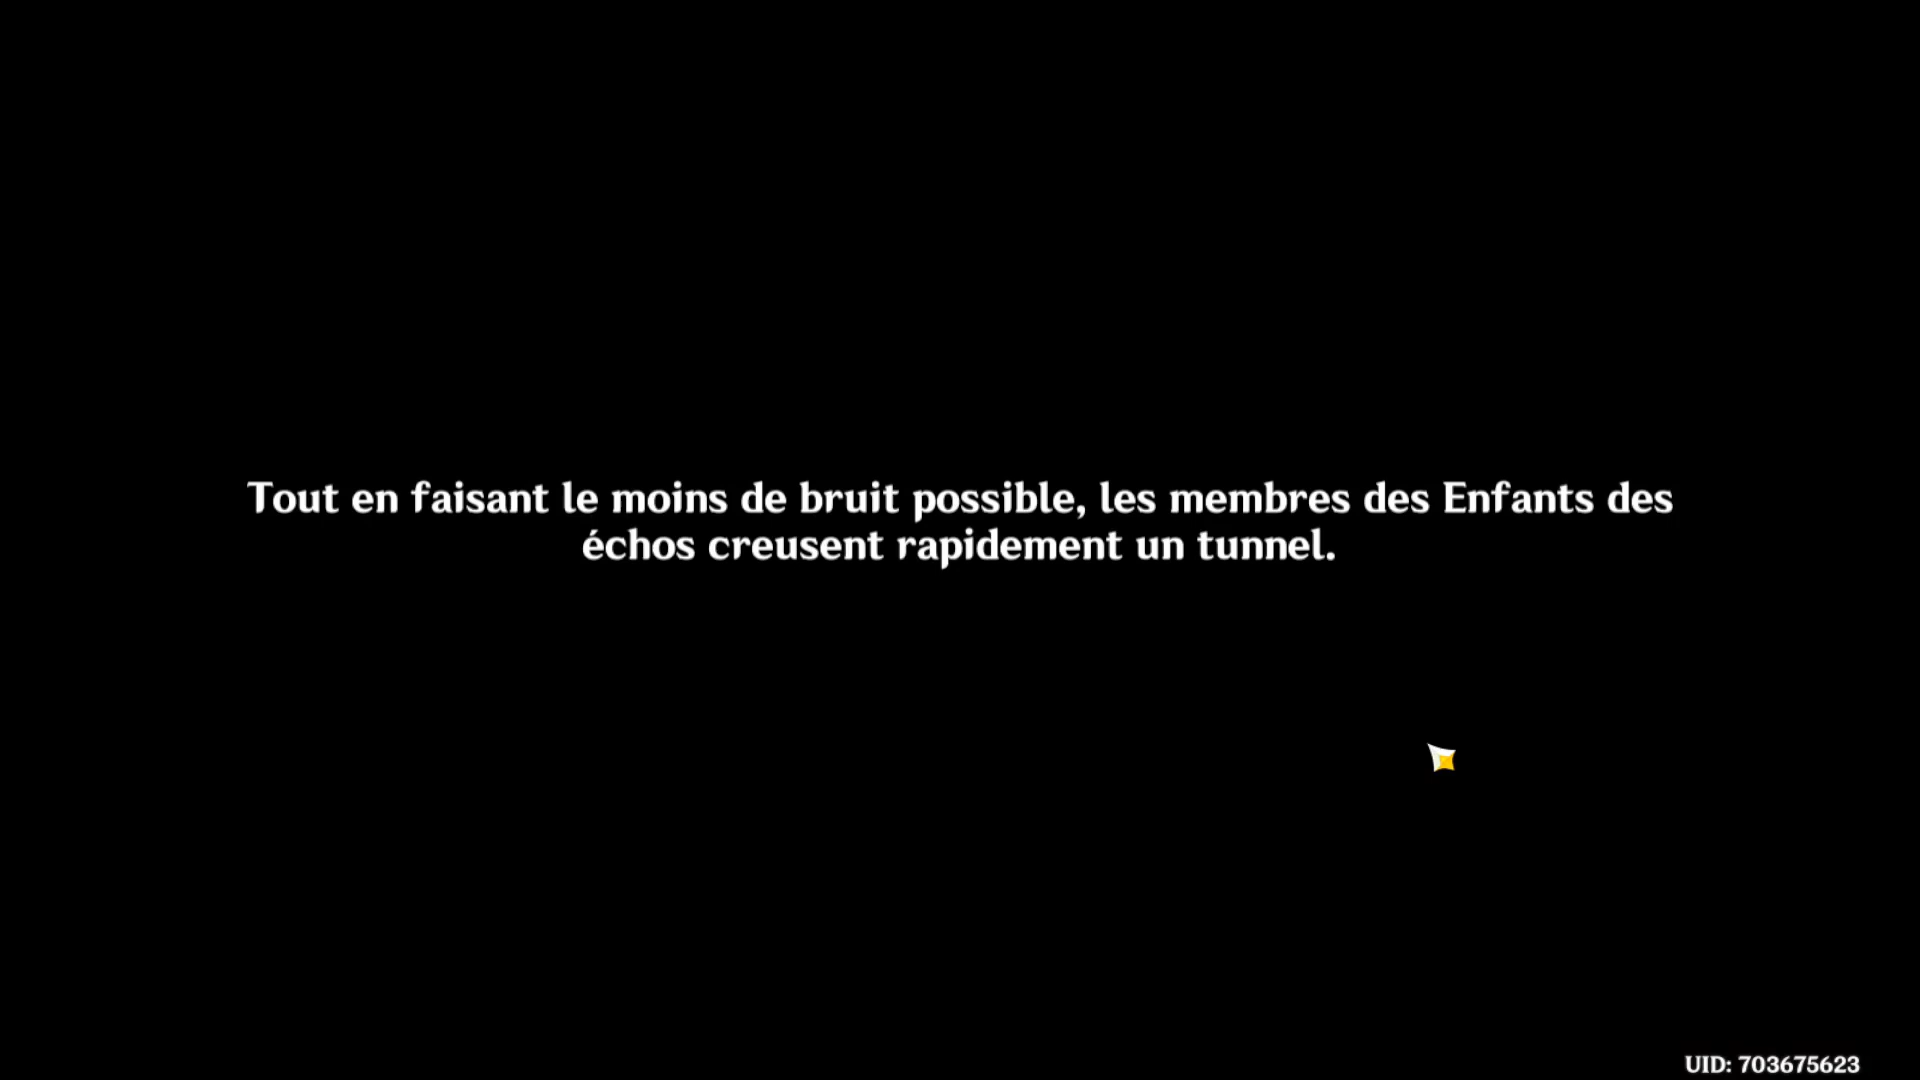 Tout en faisant le moins de bruit possible, les membres des Enfants des
échos creusent rapidement un tunnel.
UID: 703675623